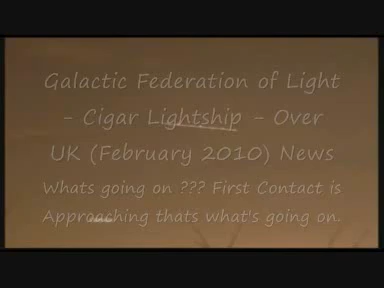 Galactic Federation of Light
- Cigar Lightship - Over
UK (February 2010) News
Whats going on ??? First Contact is
Approaching thats what's going on.